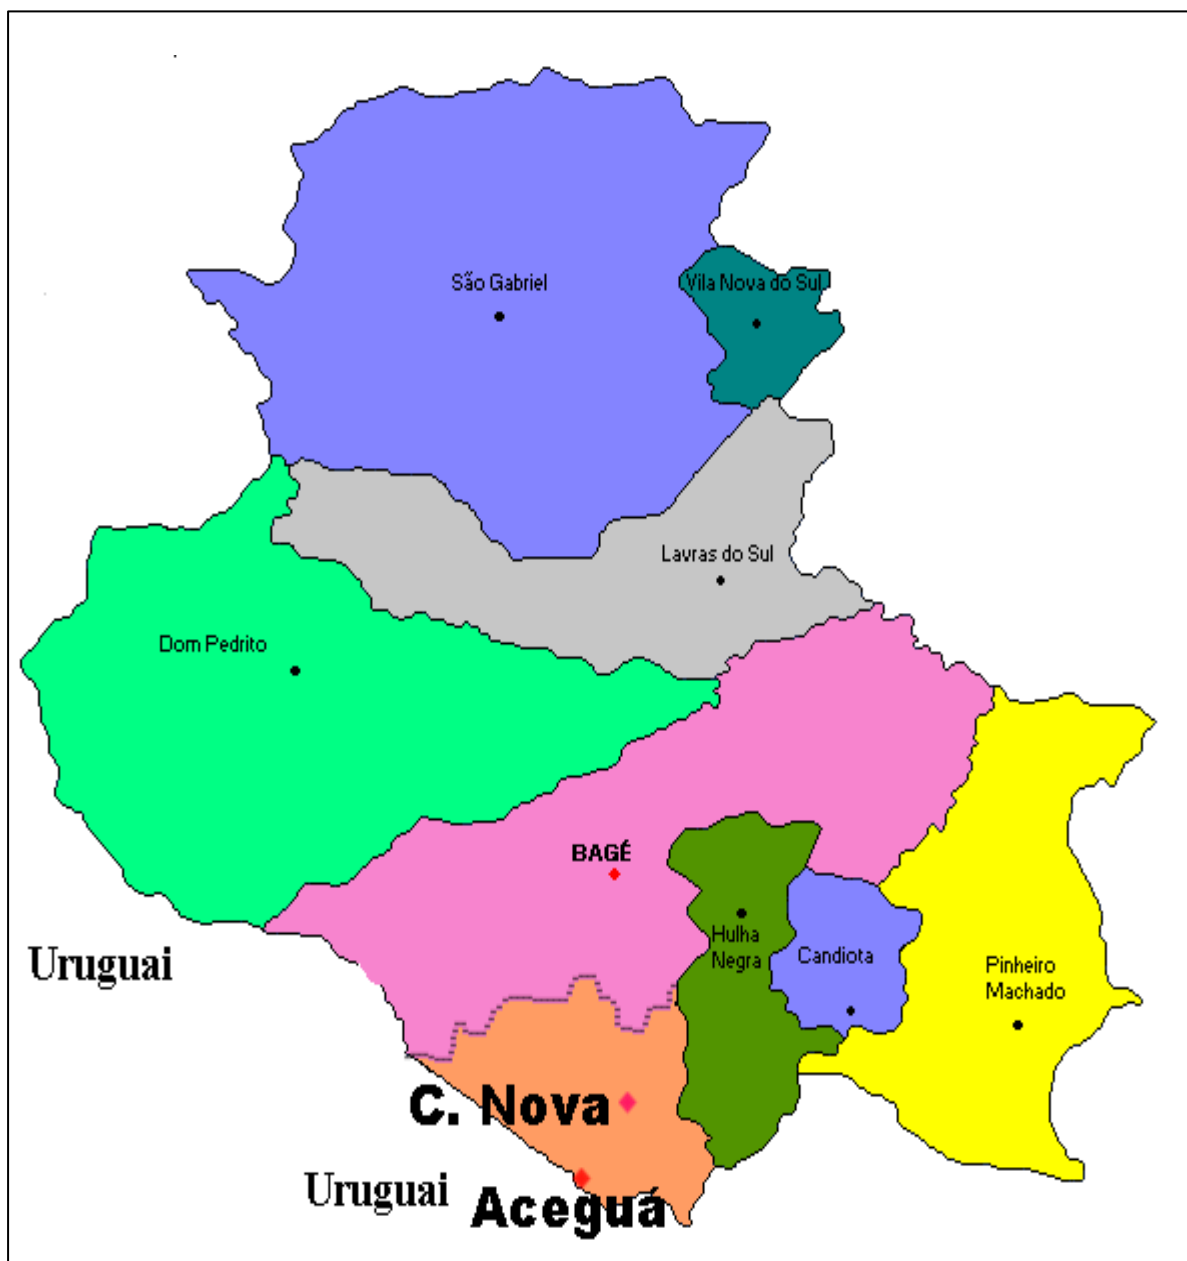 São Gabriel
Vila Nova do Sul
Lavras do Sul
Dom Pedrito
BAGÉ
Hulha
Negra
Candiota
Pinheiro
Machado
Uruguai
C. Nova
Uruguai
Aceguá